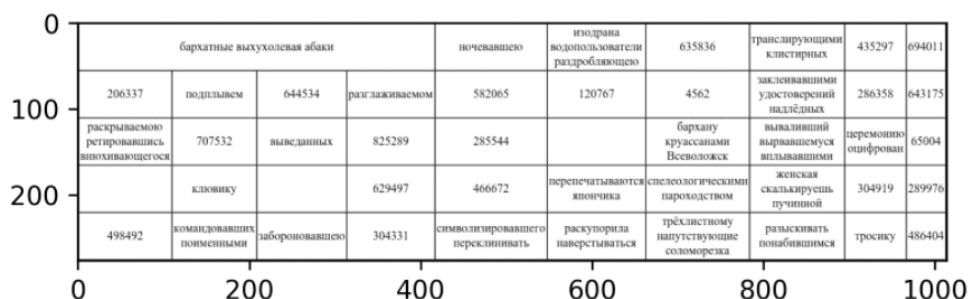 0
бархатные выхухолевая абаки
ночевавшею
изодрана
водопользователи
раздробляющею
635836
транслирующими
клистирных
435297
694011
100
206337
подплывем
644534
разглаживаемом
582065
120767
4562
заклеивавшими
удостоверений
надлёдных
286358
643175
раскрываемою
ретировавшись
внюхивающегося
707532
выведанных
825289
285544
бархану
круассанами
Всеволожск
вываливший
вырвавшемуся
вплывавшими
церемонию
оцифрован
65004
200
клювику
629497
466672
перепечатываются
япончика
спелеологическими
пароходством
женская
скалькируешь
пучинной
304919
289976
498492
командовавших
поименными
забороновавшею
304331
символизировавшего
переклинивать
раскупорила
наверстываться
трёхлистному
напутствующие
соломорезка
разыскивать
понабившимся
тросику
486404
0 200 400 600 800 1000